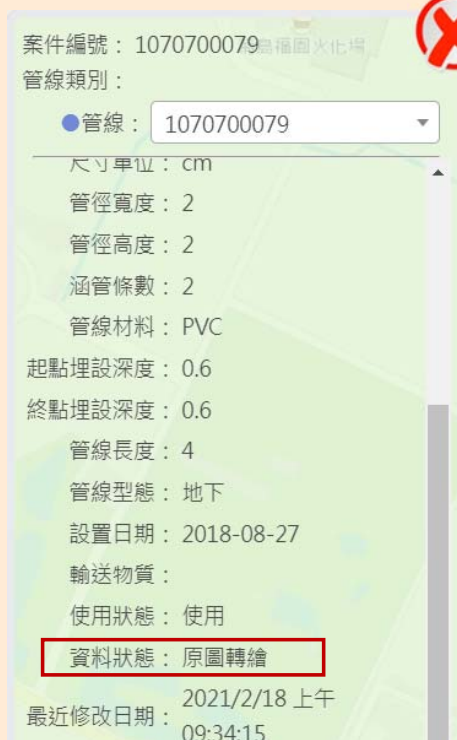 案件編號： 1070700079
管線類別：
管線： 1070700079
尺寸單位： cm
管徑寬度： 2
管徑高度： 2
涵管條數： 2
管線材料： PVC
起點埋設深度： 0.6
終點埋設深度： 0.6
管線長度： 4
管線型態： 地下
設置日期： 2018-08-27
輸送物質：
使用狀態： 使用
資料狀態： 原圖轉繪
最近修改日期： 2021/2/18 上午
09:34:15